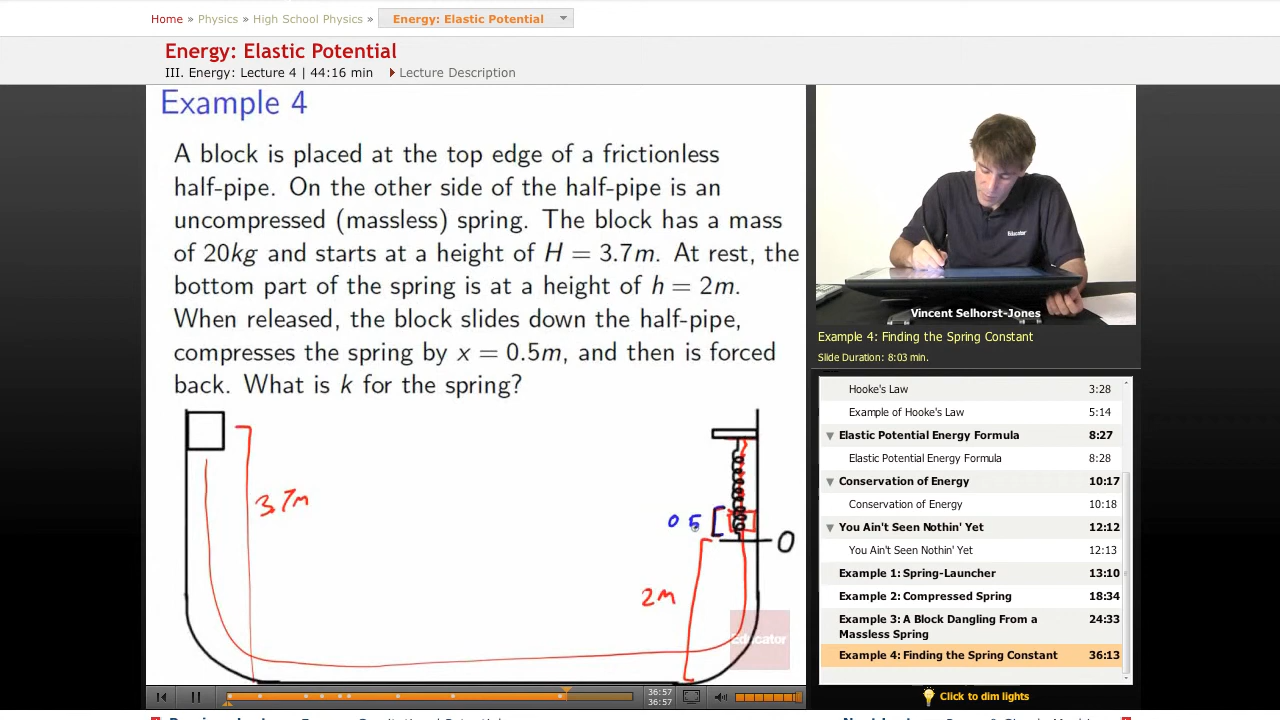 Home » Physics » High School Physics » Energy: Elastic Potential
Energy: Elastic Potential
III. Energy: Lecture 4 | 44:16 min Lecture Description
Example 4
A block is placed at the top edge of a frictionless
half-pipe. On the other side of the half-pipe is an
uncompressed (massless) spring. The block has a mass
of 20kg and starts at a height of H = 3.7m. At rest, the
bottom part of the spring is at a height of h = 2m.
When released, the block slides down the half-pipe,
compresses the spring by x = 0.5m, and then is forced
back. What is k for the spring?
3.7m
0 5
0
2m
Educator
Educator
Vincent Selhorst-Jones
Example 4: Finding the Spring Constant
Slide Duration: 8:03 min.
Hooke's Law 3:28
Example of Hooke's Law 5:14
Elastic Potential Energy Formula 8:27
Elastic Potential Energy Formula 8:28
Conservation of Energy 10:17
Conservation of Energy 10:18
You Ain't Seen Nothin' Yet 12:12
You Ain't Seen Nothin' Yet 12:13
Example 1: Spring-Launcher 13:10
Example 2: Compressed Spring 18:34
Example 3: A Block Dangling From a 24:33
Massless Spring
Example 4: Finding the Spring Constant 36:13
36:57
36:57
Click to dim lights